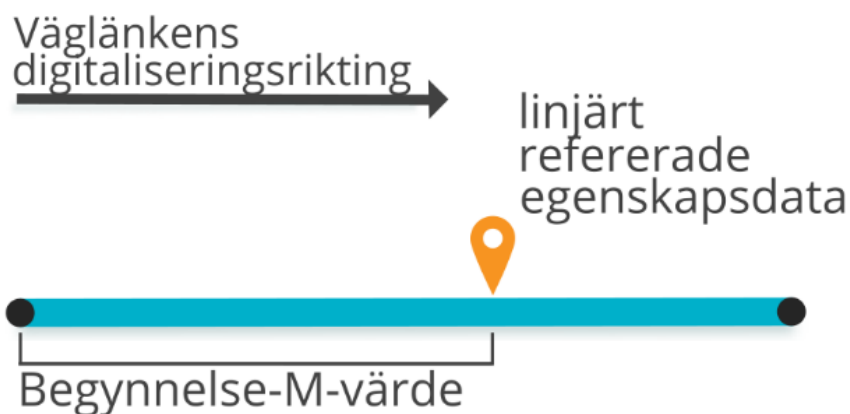 Väglänkens
digitaliseringsrikting
linjärt
refererade
egenskapsdata
Begynnelse-M-värde